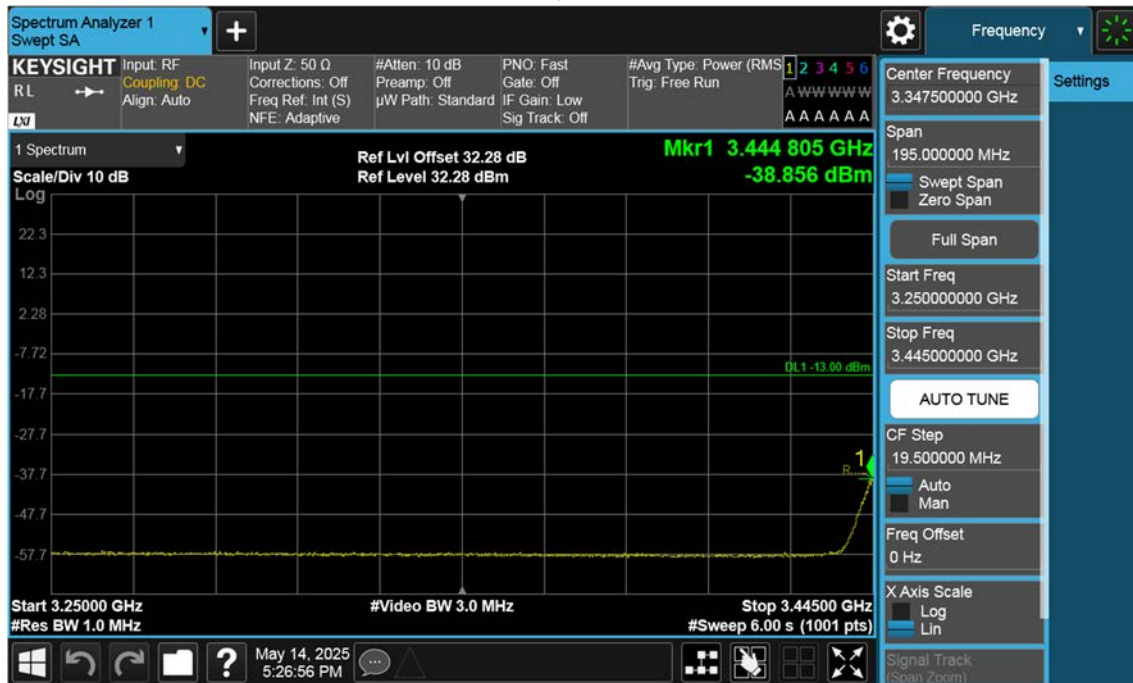 Spectrum Analyzer 1
Swept SA
Frequency
KEYSIGHT
RL
LXI
Input: RF
Coupling: DC
Align: Auto
Input Z: 50 Ω
Corrections: Off
Freq Ref: Int (S)
NFE: Adaptive
#Atten: 10 dB
Preamp: Off
µW Path: Standard
PNO: Fast
Gate: Off
IF Gain: Low
Sig Track: Off
#Avg Type: Power (RMS
Trig: Free Run
1 2 3 4 5 6
A W W W W W
A A A A A A
1 Spectrum
Scale/Div 10 dB
Ref Lvl Offset 32.28 dB
Ref Level 32.28 dBm
Mkr1 3.444 805 GHz
-38.856 dBm
Log
22.3
12.3
2.28
-7.72
DL1 -13.00 dBm
-17.7
-27.7
1
R
-37.7
-47.7
-57.7
Start 3.25000 GHz
#Video BW 3.0 MHz
Stop 3.44500 GHz
#Res BW 1.0 MHz
#Sweep 6.00 s (1001 pts)
?
May 14, 2025
5:26:56 PM
Center Frequency
3.347500000 GHz
Span
195.000000 MHz
Swept Span
Zero Span
Full Span
Start Freq
3.250000000 GHz
Stop Freq
3.445000000 GHz
AUTO TUNE
CF Step
19.500000 MHz
Auto
Man
Freq Offset
0 Hz
X Axis Scale
Log
Lin
Signal Track
(Span Zoom)
Settings